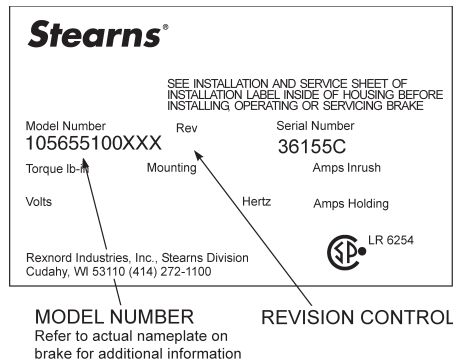 Stearns®
SEE INSTALLATION AND SERVICE SHEET OF
INSTALLATION LABEL INSIDE OF HOUSING BEFORE
INSTALLING, OPERATING OR SERVICING BRAKE
Model Number Rev Serial Number
105655100XXX 36155C
Torque lb-in Mounting Amps Inrush
Volts Hertz Amps Holding
LR 6254
Rexnord Industries, Inc., Stearns Division
Cudahy, WI 53110 (414) 272-1100
MODEL NUMBER REVISION CONTROL
Refer to actual nameplate on
brake for additional information